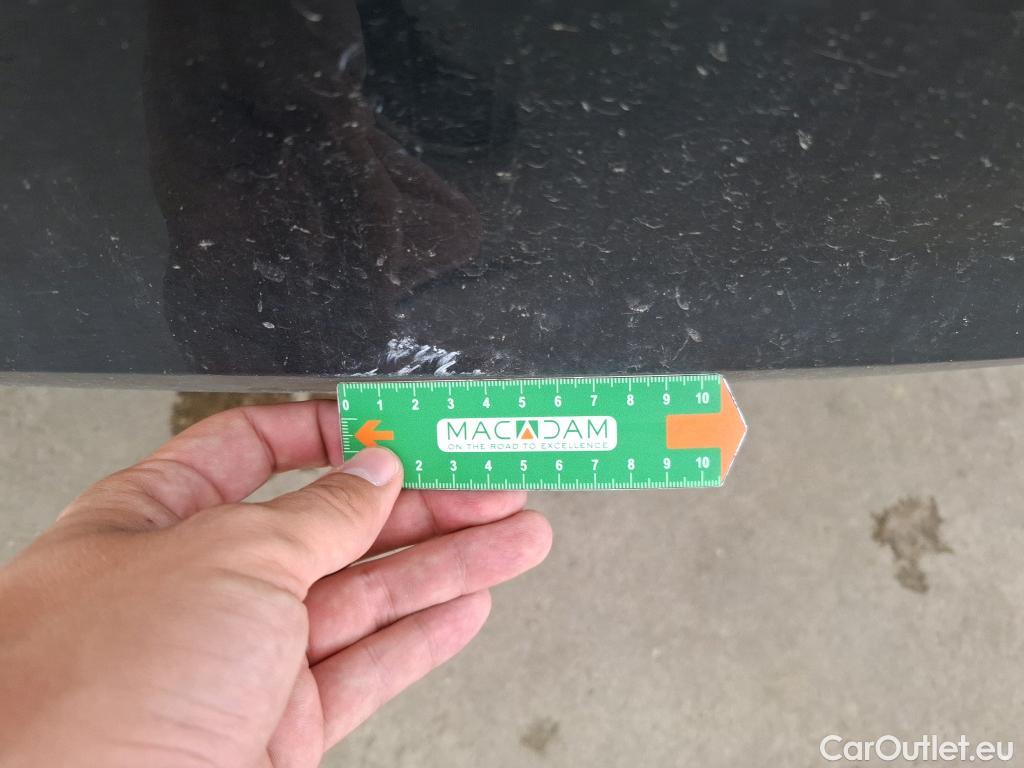 0 1 2 3 4 5 6 7 8 9 10
MACADAM
ON THE ROAD TO EXCELLENCE
2 3 4 5 6 7 8 9 10
CarOutlet.eu